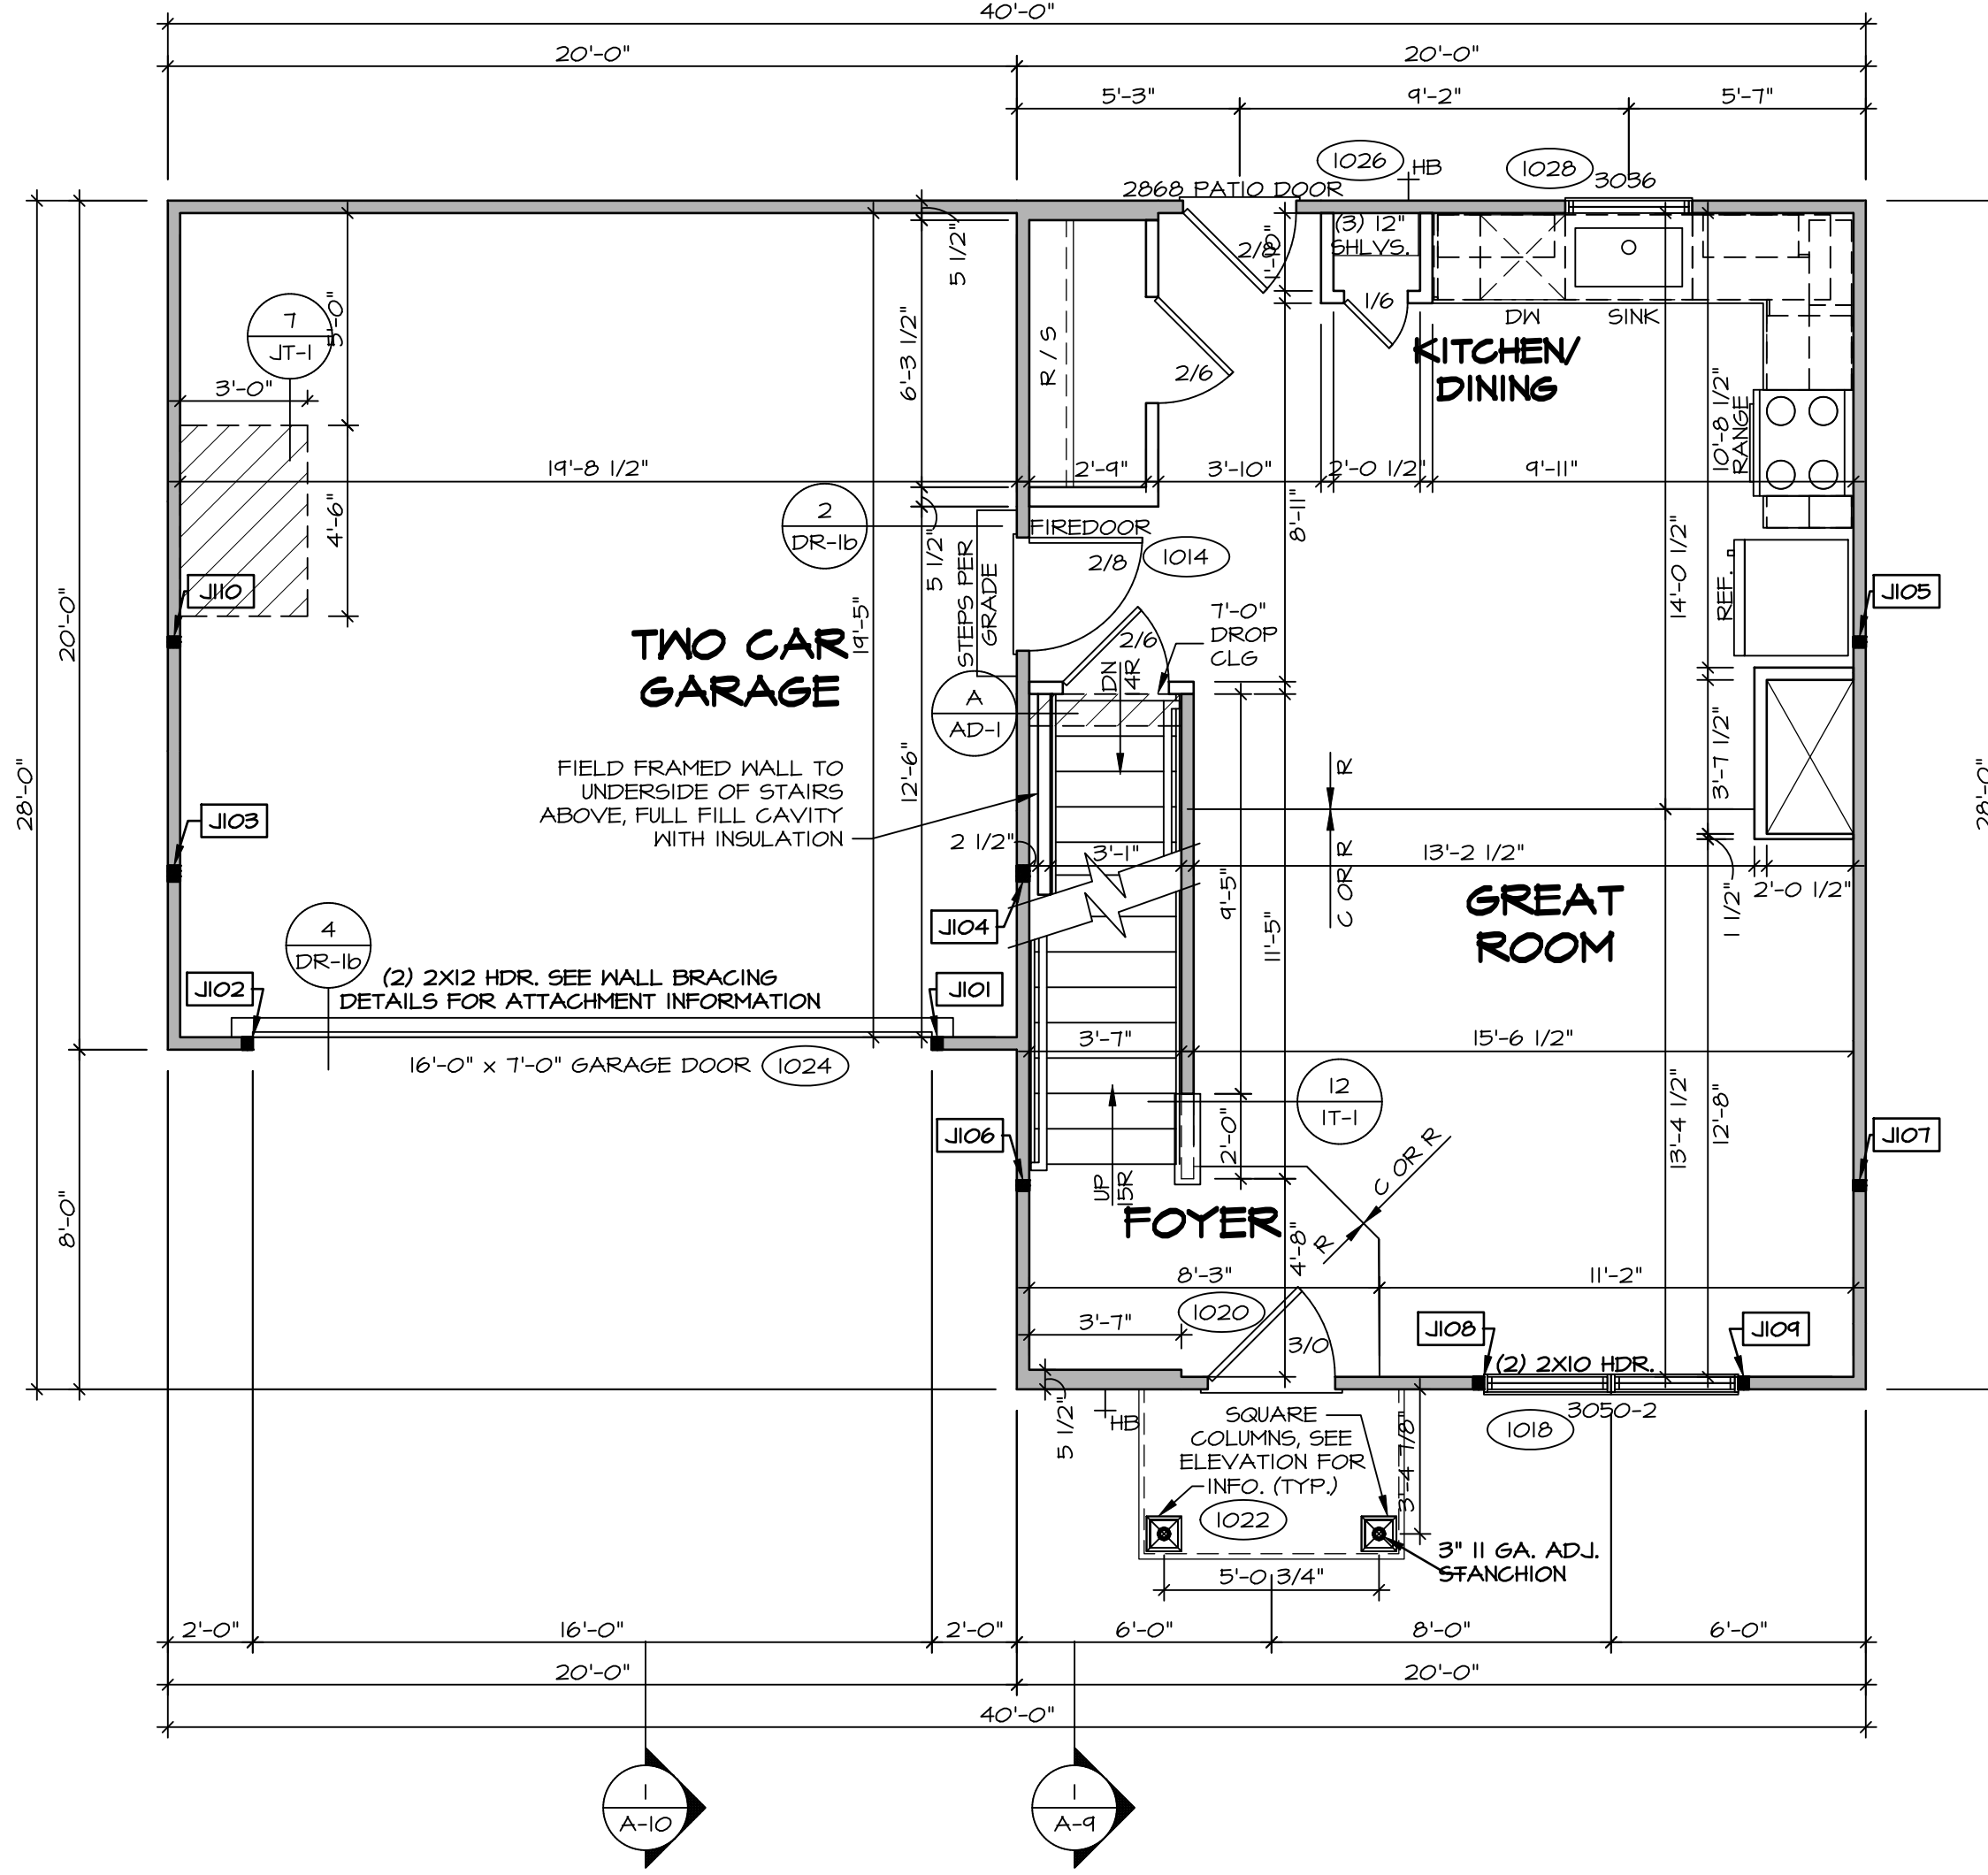 40'-0"
20'-0"
20'-0"
5'-3"
9'-2"
5'-7"
1026
HB
1028
3036
2868 PATIO DOOR
5 1/2"
2/8
1'-10"
(3) 12"
SHLVS.
1/6
DW
SINK
KITCHEN/
DINING
7
JT-1
5'-0"
3'-0"
6'-3 1/2"
R / S
2/6
10'-8 1/2"
RANGE
19'-8 1/2"
2'-9"
3'-10"
2'-0 1/2"
9'-11"
4'-6"
2
DR-1b
5 1/2"
FIREDOOR
2/8
1014
8'-11"
14'-0 1/2"
REF.
J110
J105
20'-0"
TWO CAR
GARAGE
19'-5"
STEPS PER
GRADE
2/6
7'-0"
DROP
CLG
DN
14R
A
AD-1
28'-0"
28'-0"
FIELD FRAMED WALL TO
UNDERSIDE OF STAIRS
ABOVE, FULL FILL CAVITY
WITH INSULATION
12'-6"
R
C OR R
3'-7 1/2"
J103
2 1/2"
3'-1"
13'-2 1/2"
2'-0 1/2"
1 1/2"
9'-5"
11'-5"
GREAT
ROOM
J104
4
DR-1b
(2) 2X12 HDR. SEE WALL BRACING
DETAILS FOR ATTACHMENT INFORMATION
J102
J101
3'-7"
15'-6 1/2"
16'-0" x 7'-0" GARAGE DOOR
1024
12
IT-1
13'-4 1/2"
12'-8"
J106
J107
2'-0"
UP
15R
C OR R
R
8'-0"
FOYER
4'-8"
8'-3"
11'-2"
1020
3'-7"
3/0
J108
J109
(2) 2X10 HDR.
3050-2
1018
5 1/2"
HB
SQUARE
COLUMNS, SEE
ELEVATION FOR
INFO. (TYP.)
3'-4 7/8"
1022
3" 11 GA. ADJ.
STANCHION
5'-0 3/4"
2'-0"
16'-0"
2'-0"
6'-0"
8'-0"
6'-0"
20'-0"
20'-0"
40'-0"
1
A-10
1
A-9